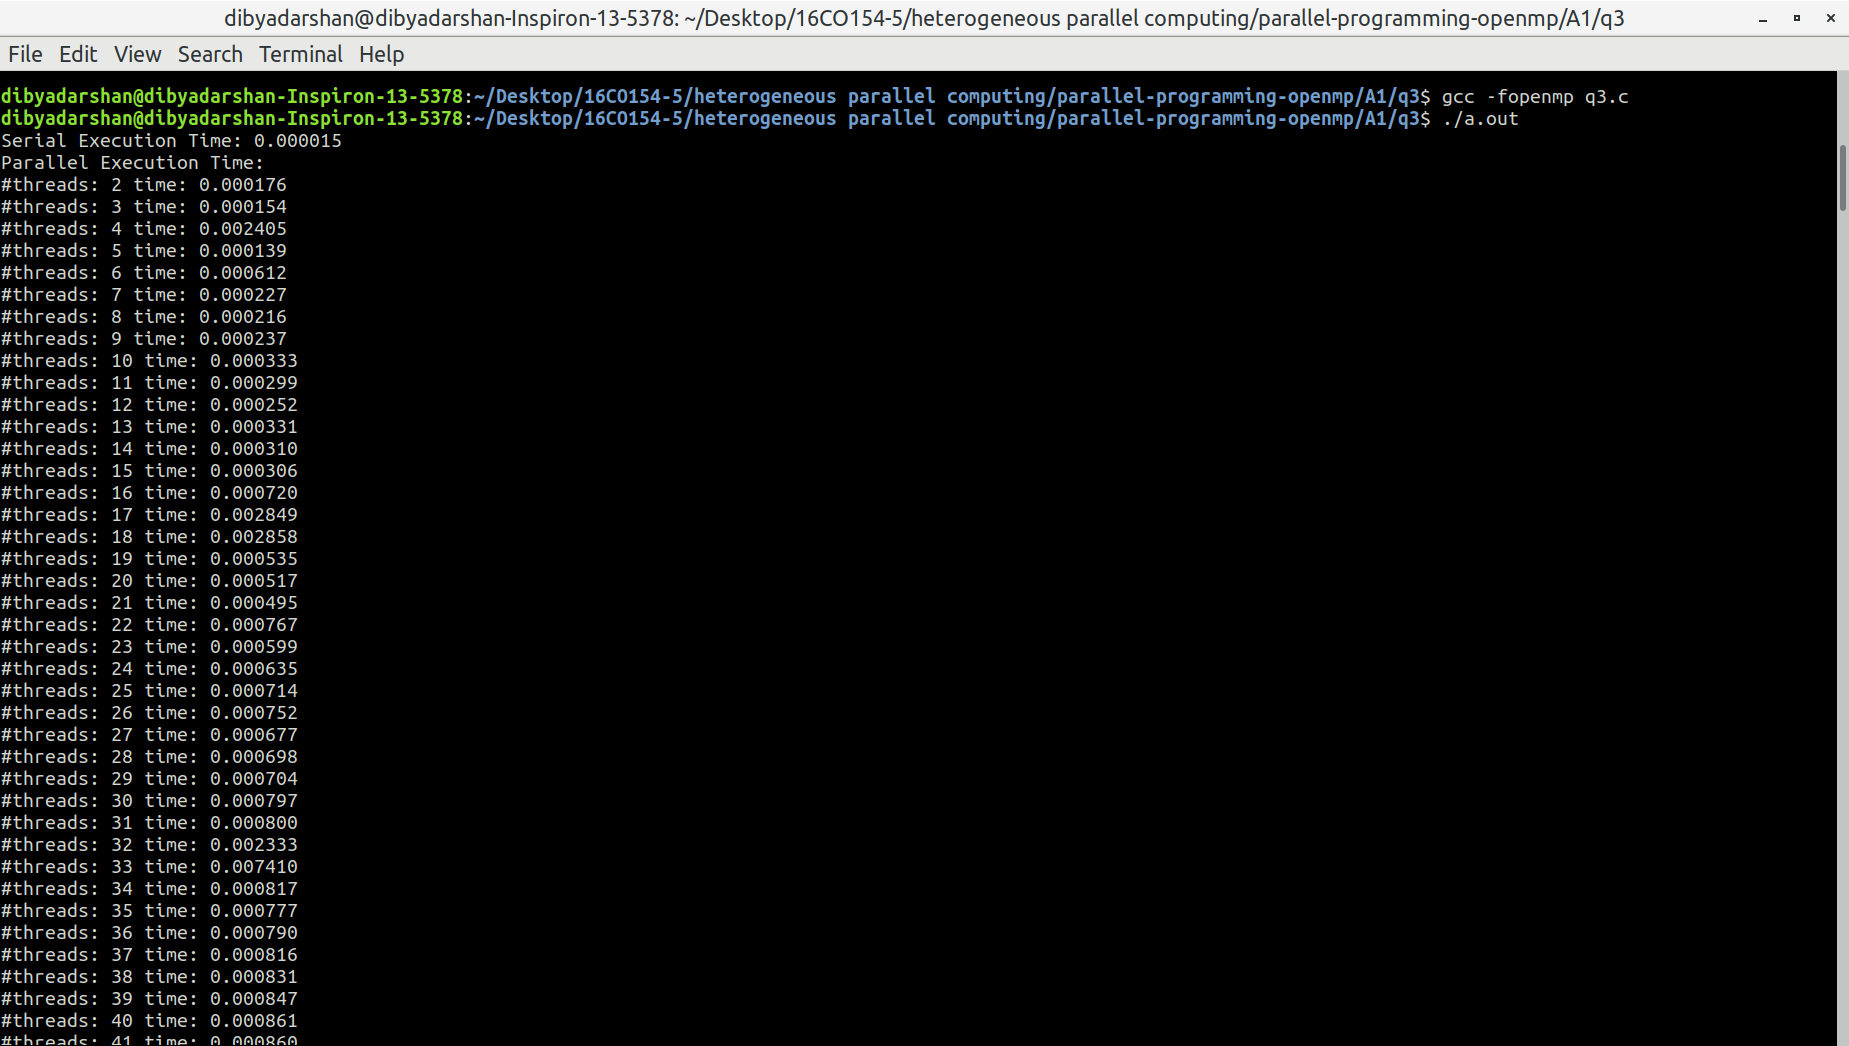 dibyadarshan@dibyadarshan-Inspiron-13-5378: ~/Desktop/16CO154-5/heterogeneous parallel computing/parallel-programming-openmp/A1/q3
File Edit View Search Terminal Help
dibyadarshan@dibyadarshan-Inspiron-13-5378:~/Desktop/16CO154-5/heterogeneous parallel computing/parallel-programming-openmp/A1/q3$ gcc -fopenmp q3.c
dibyadarshan@dibyadarshan-Inspiron-13-5378:~/Desktop/16CO154-5/heterogeneous parallel computing/parallel-programming-openmp/A1/q3$ ./a.out
Serial Execution Time: 0.000015
Parallel Execution Time:
#threads: 2 time: 0.000176
#threads: 3 time: 0.000154
#threads: 4 time: 0.002405
#threads: 5 time: 0.000139
#threads: 6 time: 0.000612
#threads: 7 time: 0.000227
#threads: 8 time: 0.000216
#threads: 9 time: 0.000237
#threads: 10 time: 0.000333
#threads: 11 time: 0.000299
#threads: 12 time: 0.000252
#threads: 13 time: 0.000331
#threads: 14 time: 0.000310
#threads: 15 time: 0.000306
#threads: 16 time: 0.000720
#threads: 17 time: 0.002849
#threads: 18 time: 0.002858
#threads: 19 time: 0.000535
#threads: 20 time: 0.000517
#threads: 21 time: 0.000495
#threads: 22 time: 0.000767
#threads: 23 time: 0.000599
#threads: 24 time: 0.000635
#threads: 25 time: 0.000714
#threads: 26 time: 0.000752
#threads: 27 time: 0.000677
#threads: 28 time: 0.000698
#threads: 29 time: 0.000704
#threads: 30 time: 0.000797
#threads: 31 time: 0.000800
#threads: 32 time: 0.002333
#threads: 33 time: 0.007410
#threads: 34 time: 0.000817
#threads: 35 time: 0.000777
#threads: 36 time: 0.000790
#threads: 37 time: 0.000816
#threads: 38 time: 0.000831
#threads: 39 time: 0.000847
#threads: 40 time: 0.000861
#threads: 41 time: 0.000860